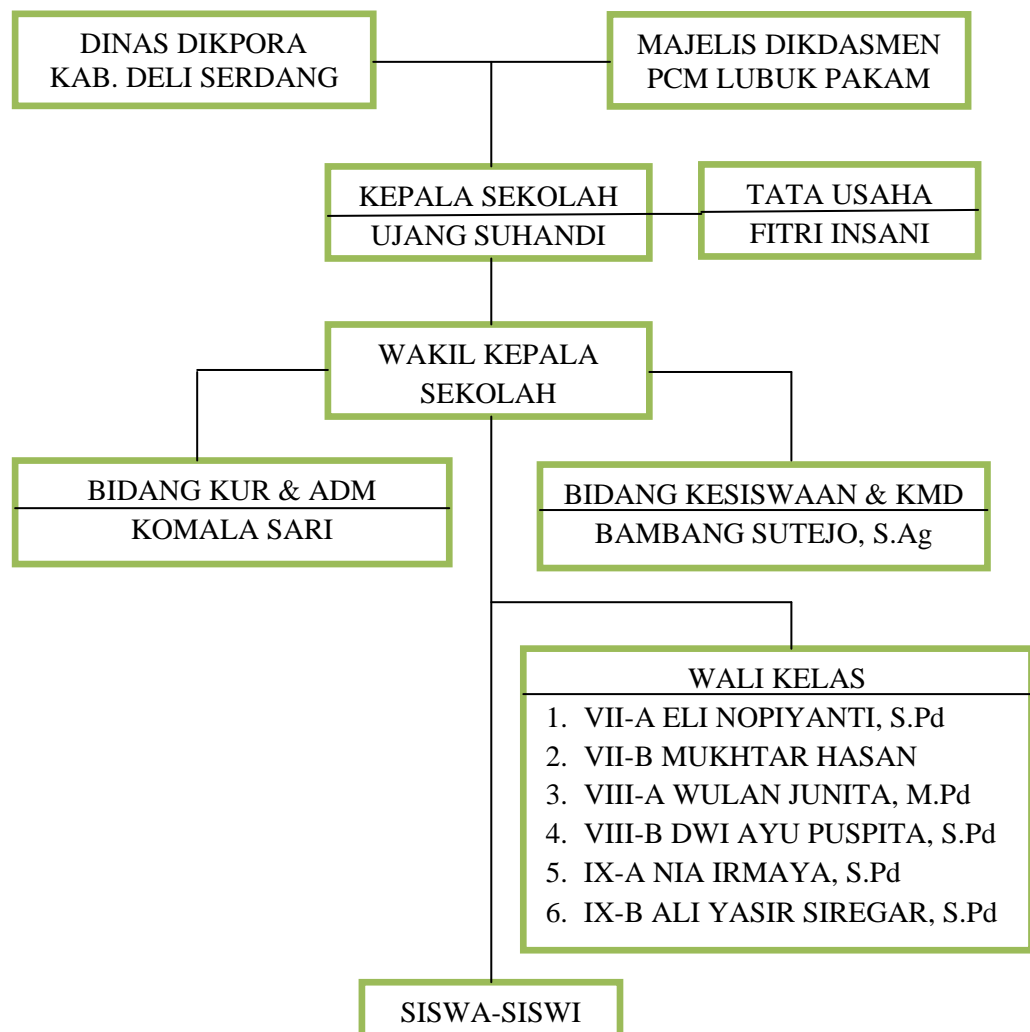 DINAS DIKPORA
KAB. DELI SERDANG
MAJELIS DIKDASMEN
PCM LUBUK PAKAM
KEPALA SEKOLAH
UJANG SUHANDI
TATA USAHA
FITRI INSANI
WAKIL KEPALA
SEKOLAH
BIDANG KUR & ADM
KOMALA SARI
BIDANG KESISWAAN & KMD
BAMBANG SUTEJO, S.Ag
WALI KELAS
1. VII-A ELI NOPIYANTI, S.Pd
2. VII-B MUKHTAR HASAN
3. VIII-A WULAN JUNITA, M.Pd
4. VIII-B DWI AYU PUSPITA, S.Pd
5. IX-A NIA IRMAYA, S.Pd
6. IX-B ALI YASIR SIREGAR, S.Pd
SISWA-SISWI